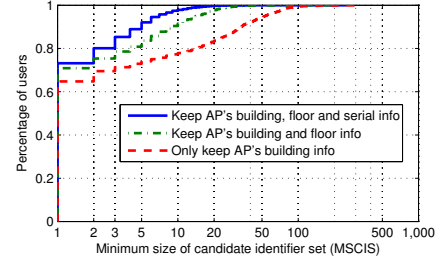 1
0.8
0.6
0.4
0.2
0
Percentage of users
Keep AP's building, floor and serial info
Keep AP's building and floor info
Only keep AP's building info
1 2 3 5 10 20 50 100 500 1,000
Minimum size of candidate identifier set (MSCIS)